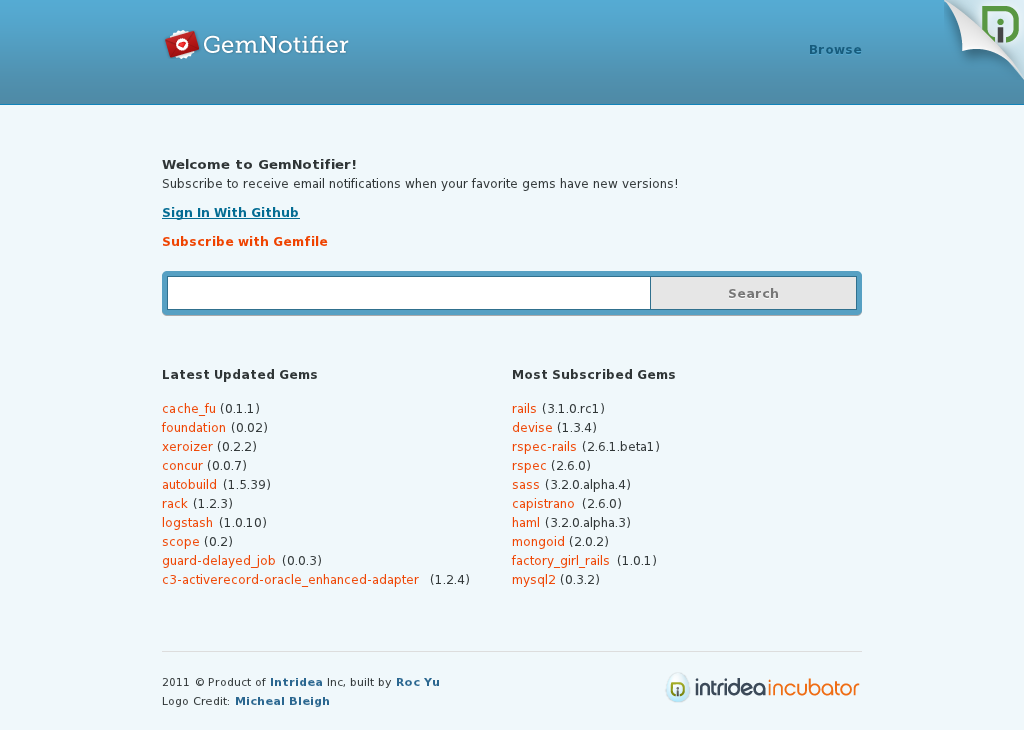 GemNotifier
Browse
Welcome to GemNotifier!
Subscribe to receive email notifications when your favorite gems have new versions!
Sign In With Github
Subscribe with Gemfile
Search
Latest Updated Gems
cache_fu (0.1.1)
foundation (0.02)
xeroizer (0.2.2)
concur (0.0.7)
autobuild (1.5.39)
rack (1.2.3)
logstash (1.0.10)
scope (0.2)
guard-delayed_job (0.0.3)
c3-activerecord-oracle_enhanced-adapter (1.2.4)
Most Subscribed Gems
rails (3.1.0.rc1)
devise (1.3.4)
rspec-rails (2.6.1.beta1)
rspec (2.6.0)
sass (3.2.0.alpha.4)
capistrano (2.6.0)
haml (3.2.0.alpha.3)
mongoid (2.0.2)
factory_girl_rails (1.0.1)
mysql2 (0.3.2)
2011 © Product of Intridea Inc, built by Roc Yu
Logo Credit: Micheal Bleigh
intrideaincubator